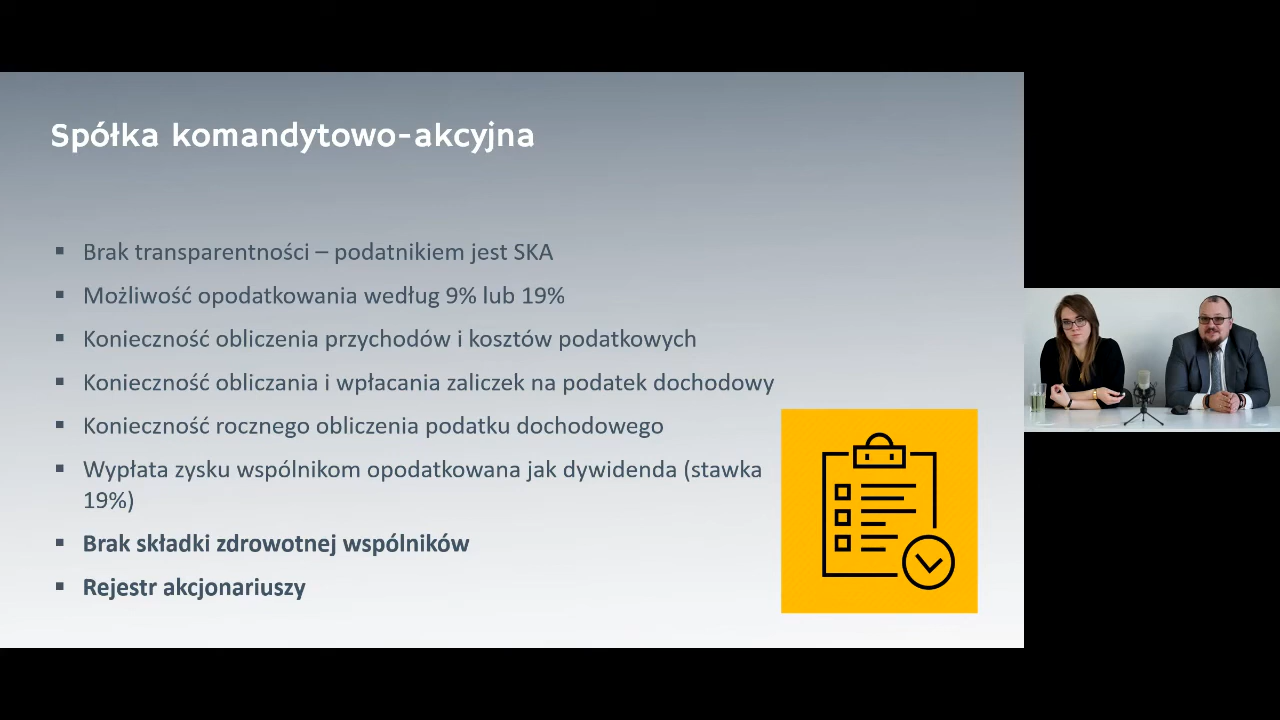 Spółka komandytowo-akcyjna
▪ Brak transparentności – podatnikiem jest SKA
▪ Możliwość opodatkowania według 9% lub 19%
▪ Konieczność obliczenia przychodów i kosztów podatkowych
▪ Konieczność obliczania i wpłacania zaliczek na podatek dochodowy
▪ Konieczność rocznego obliczenia podatku dochodowego
▪ Wypłata zysku wspólnikom opodatkowana jak dywidenda (stawka
19%)
▪ Brak składki zdrowotnej wspólników
▪ Rejestr akcjonariuszy